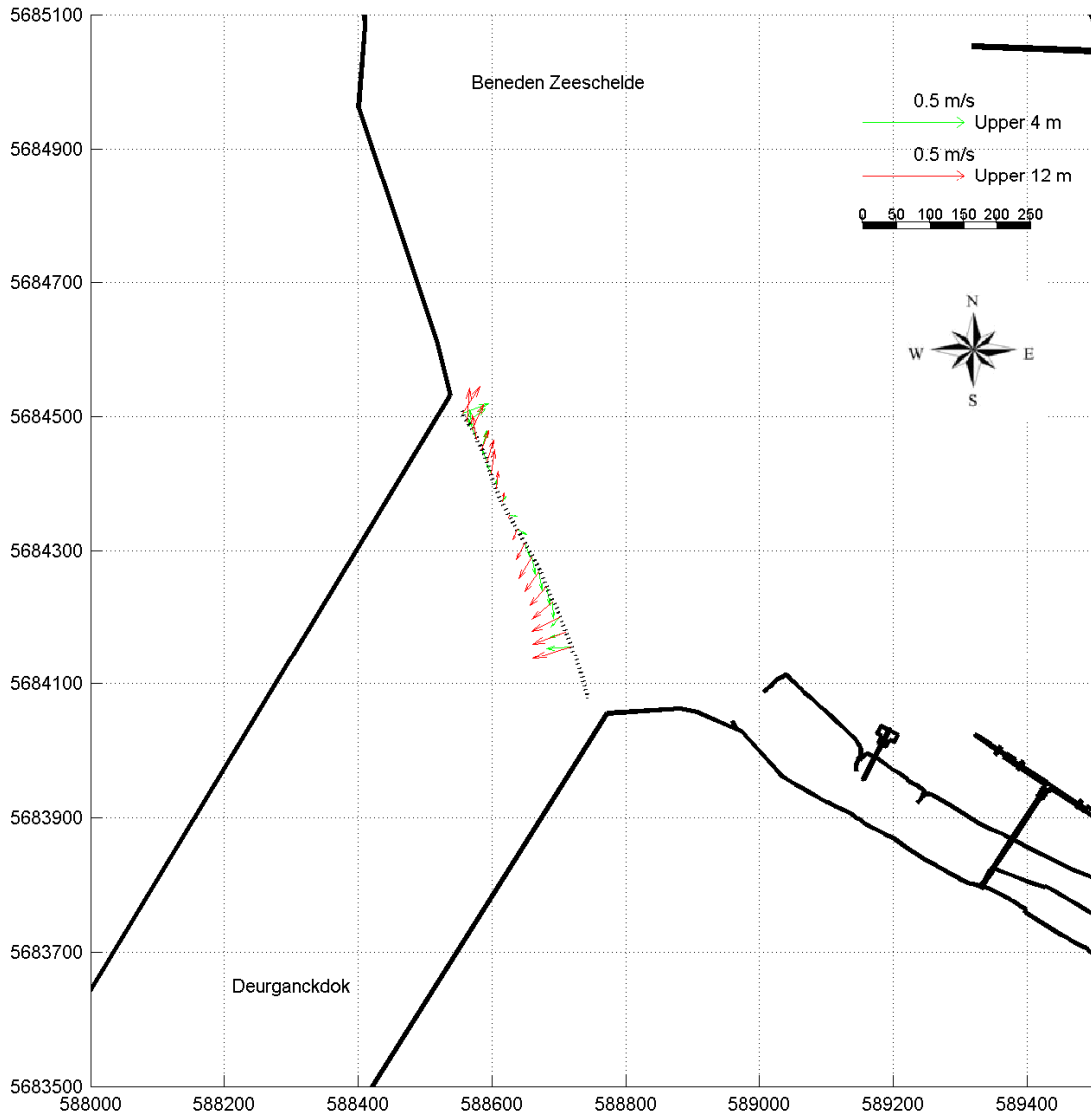 5685100
Beneden Zeeschelde
0.5 m/s
Upper 4 m
5684900
0.5 m/s
Upper 12 m
0 50 100 150 200 250
5684700
N
W E
S
5684500
5684300
5684100
5683900
5683700
Deurganckdok
5683500
588000 588200 588400 588600 588800 589000 589200 589400